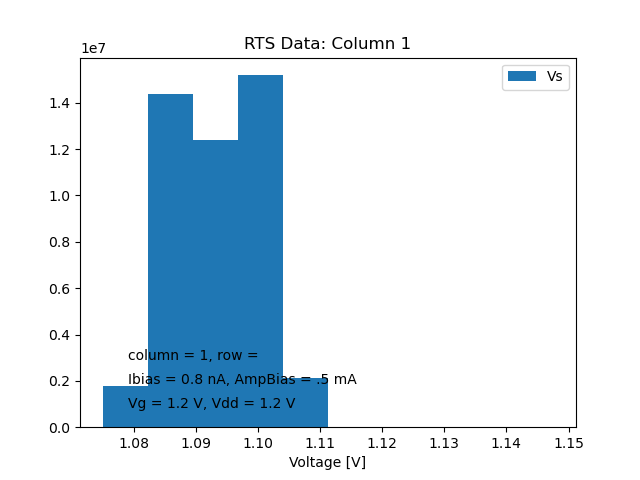 RTS Data: Column 1
1e7
Vs
1.4
1.2
1.0
0.8
0.6
0.4
0.2
0.0
column = 1, row =
Ibias = 0.8 nA, AmpBias = .5 mA
Vg = 1.2 V, Vdd = 1.2 V
1.08 1.09 1.10 1.11 1.12 1.13 1.14 1.15
Voltage [V]